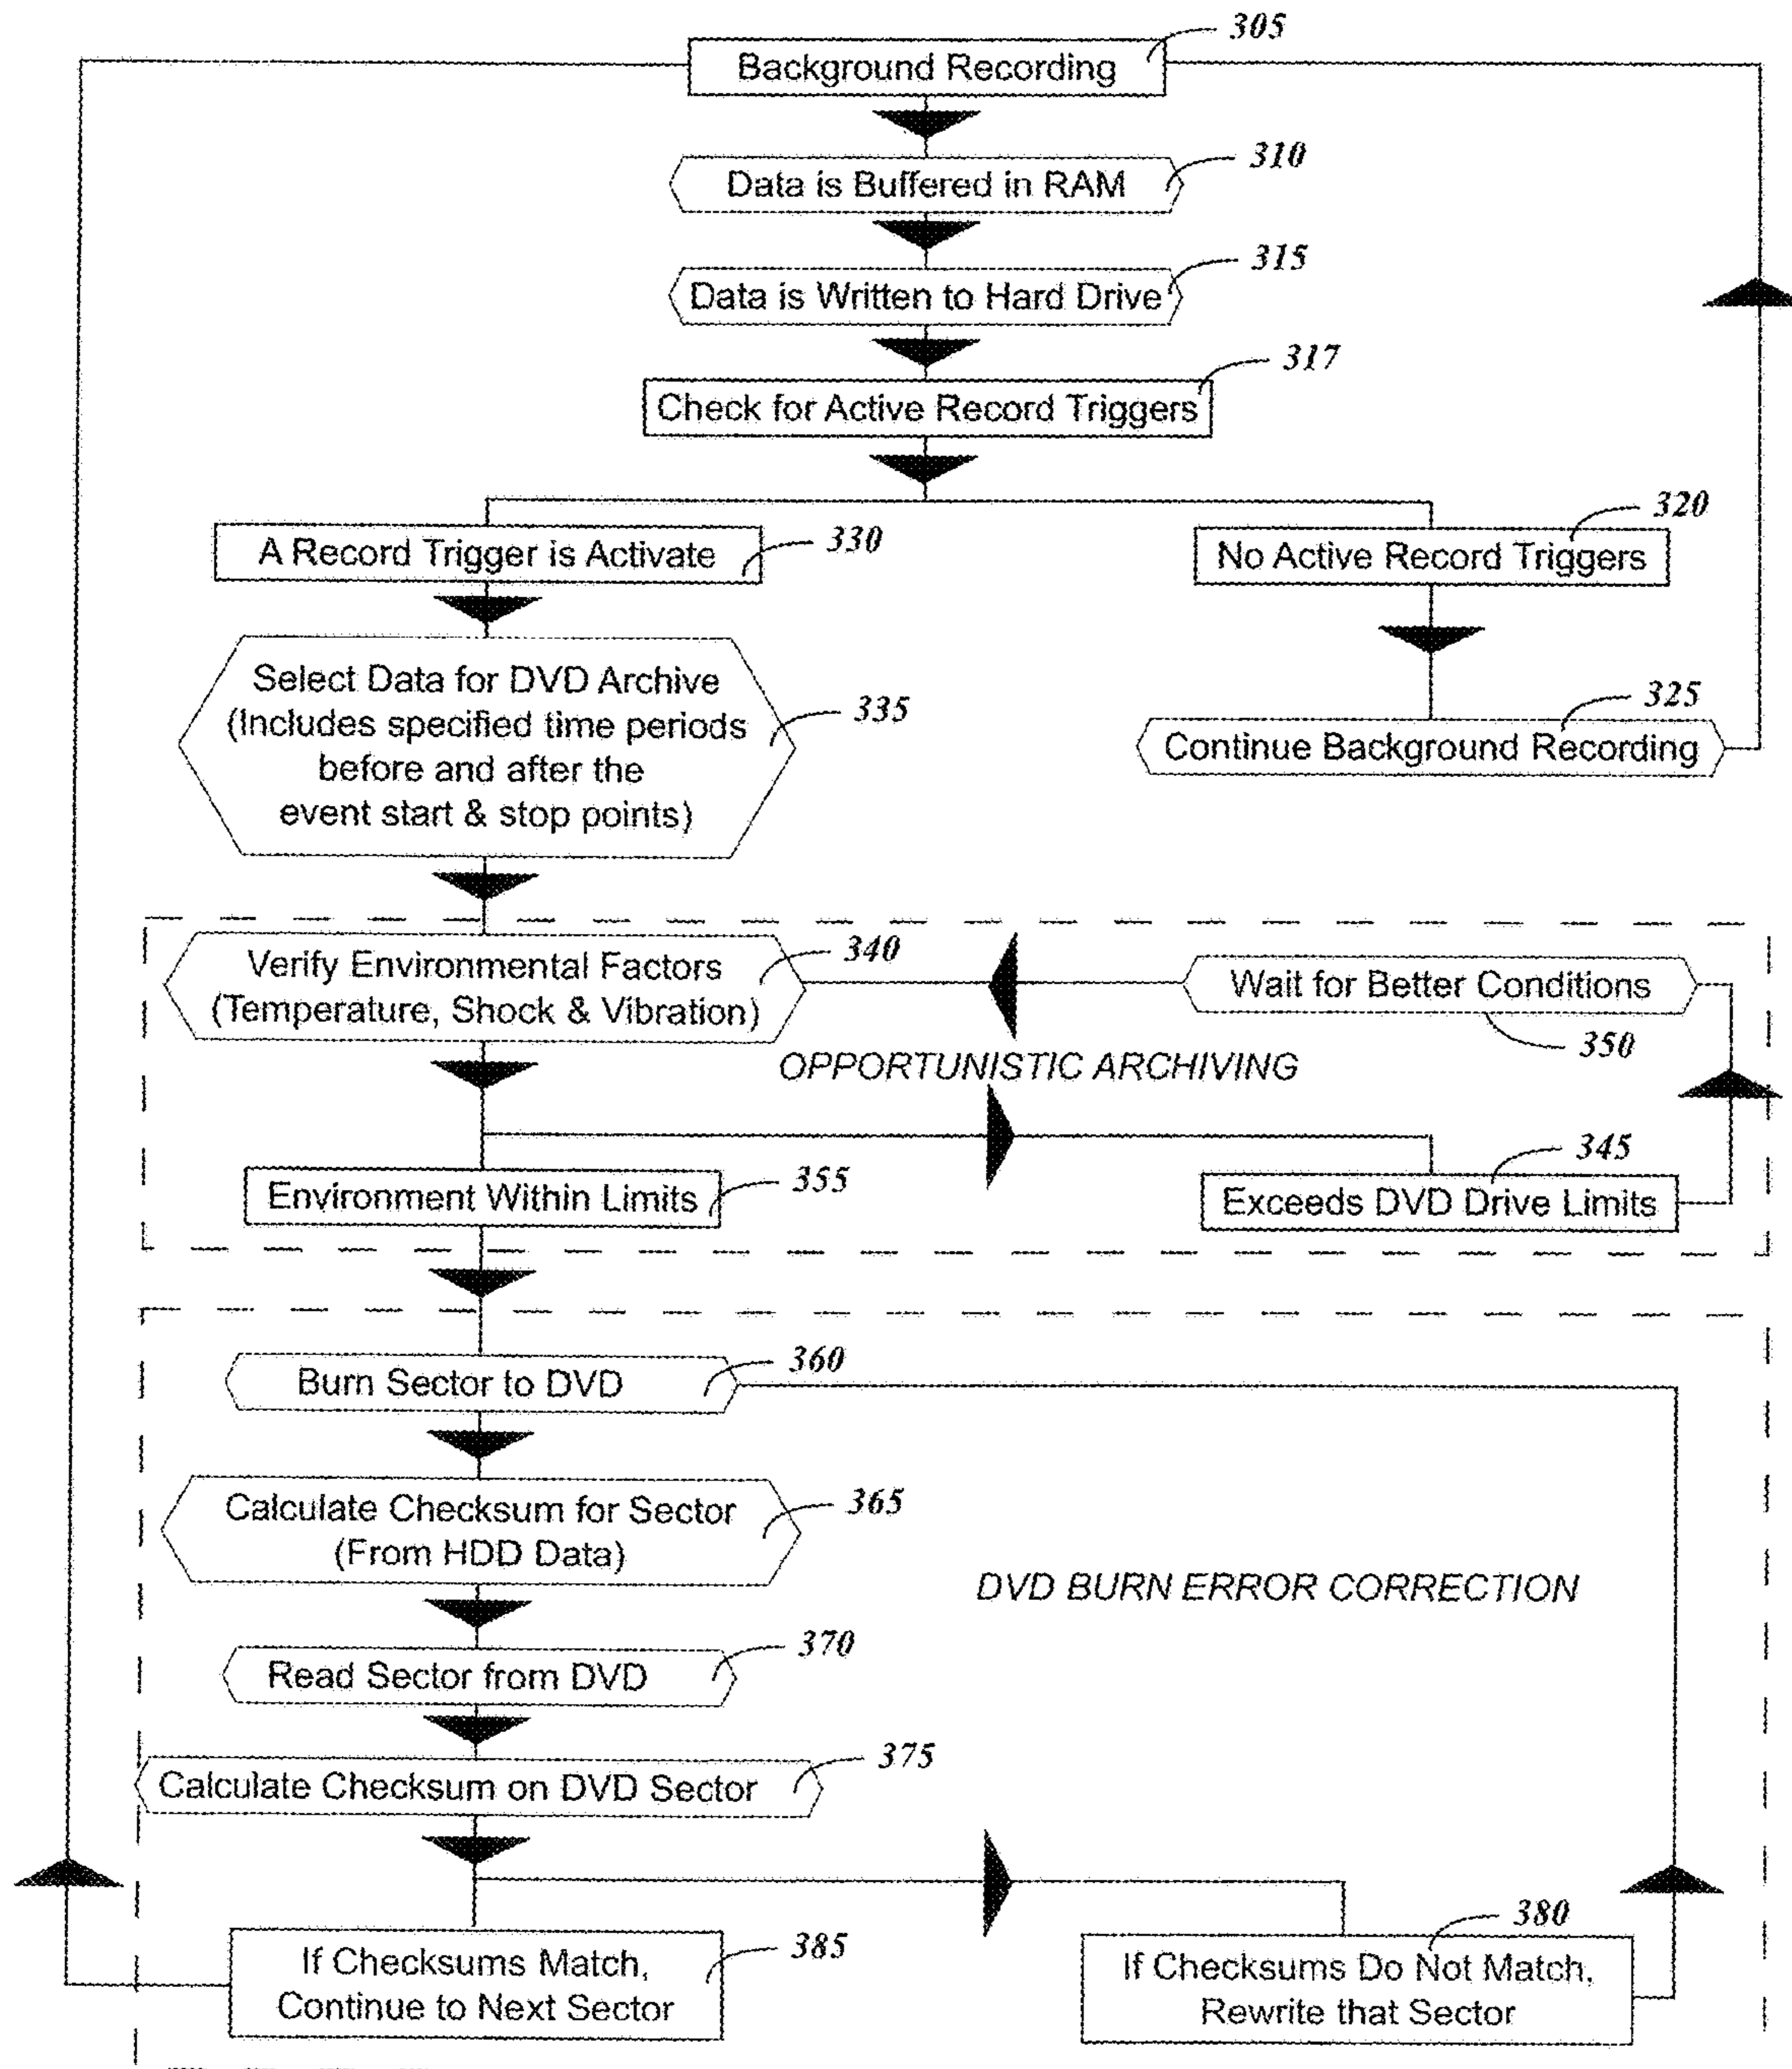 305
Background Recording
310
Data is Buffered in RAM
315
Data is Written to Hard Drive
317
Check for Active Record Triggers
330
A Record Trigger is Activate
320
No Active Record Triggers
335
Select Data for DVD Archive
(Includes specified time periods
before and after the
event start & stop points)
325
Continue Background Recording
340
Verify Environmental Factors
(Temperature, Shock & Vibration)
Wait for Better Conditions
350
OPPORTUNISTIC ARCHIVING
355
Environment Within Limits
345
Exceeds DVD Drive Limits
360
Burn Sector to DVD
365
Calculate Checksum for Sector
(From HDD Data)
DVD BURN ERROR CORRECTION
370
Read Sector from DVD
375
Calculate Checksum on DVD Sector
385
If Checksums Match,
Continue to Next Sector
380
If Checksums Do Not Match,
Rewrite that Sector